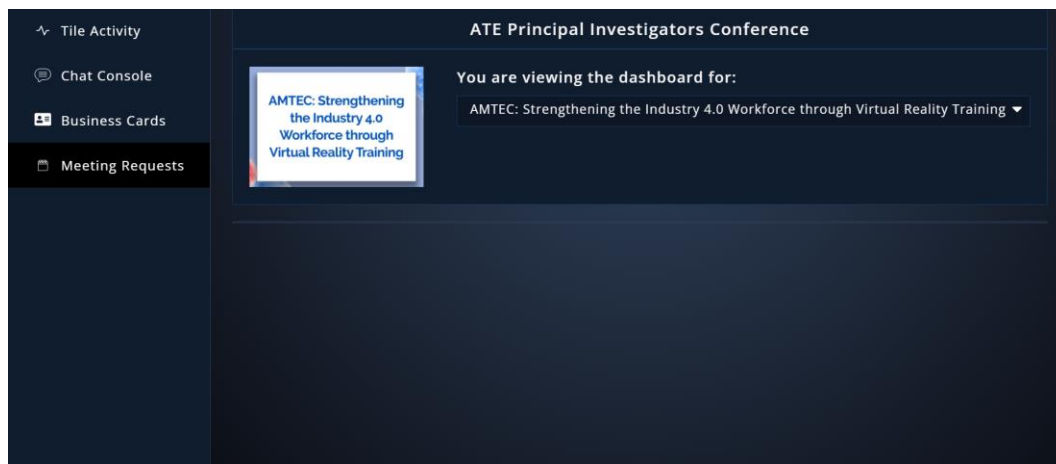 Tile Activity
Chat Console
Business Cards
Meeting Requests
ATE Principal Investigators Conference
AMTEC: Strengthening
the Industry 4.0
Workforce through
Virtual Reality Training
You are viewing the dashboard for:
AMTEC: Strengthening the Industry 4.0 Workforce through Virtual Reality Training